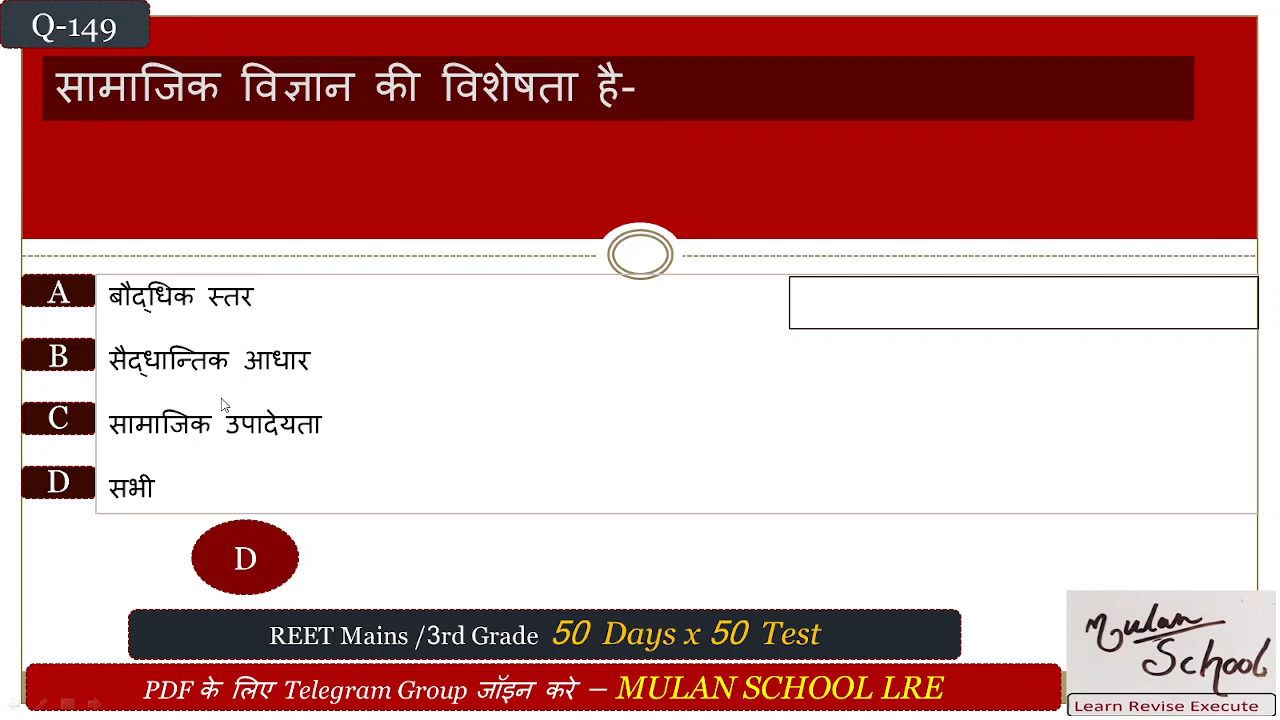 Q-149
सामाजिक विज्ञान की विशेषता है-
A बौद्धिक स्तर
B सैद्धान्तिक आधार
C सामाजिक उपादेयता
D सभी
D
REET Mains /3rd Grade 50 Days x 50 Test
PDF के लिए Telegram Group जॉइन करे – MULAN SCHOOL LRE
Mulan
School
Learn Revise Execute